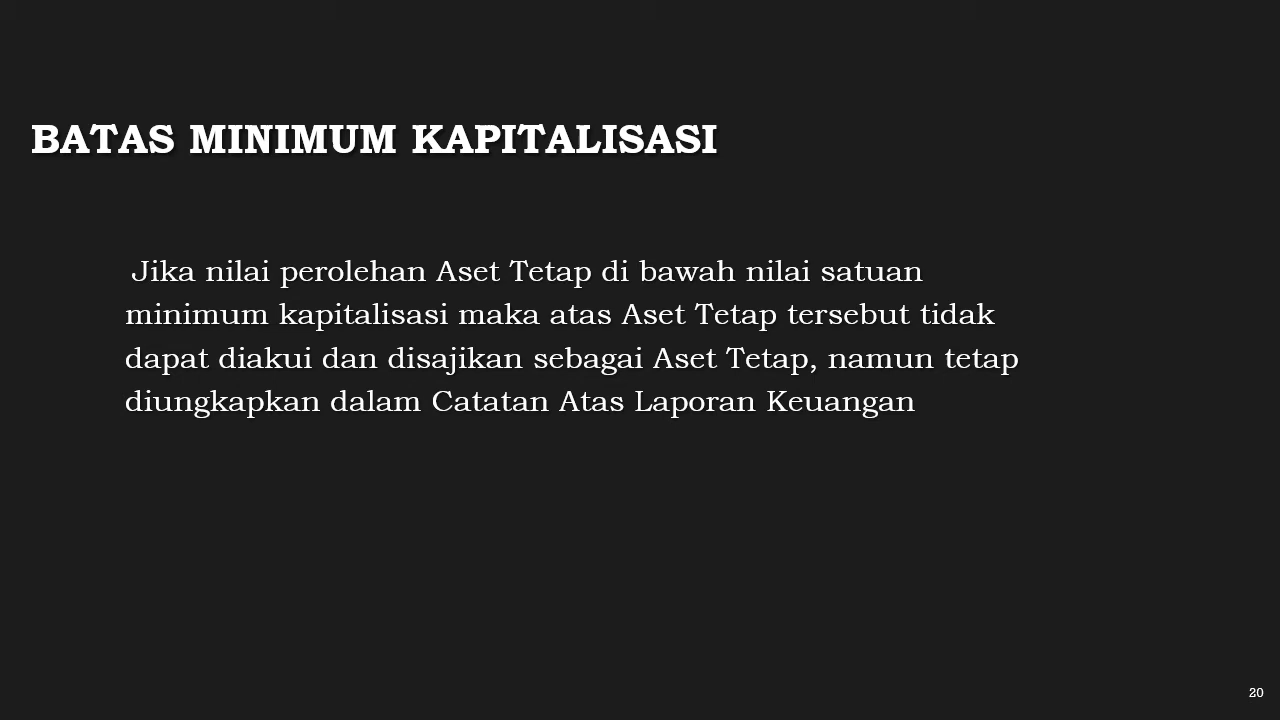 BATAS MINIMUM KAPITALISASI
Jika nilai perolehan Aset Tetap di bawah nilai satuan
minimum kapitalisasi maka atas Aset Tetap tersebut tidak
dapat diakui dan disajikan sebagai Aset Tetap, namun tetap
diungkapkan dalam Catatan Atas Laporan Keuangan
20